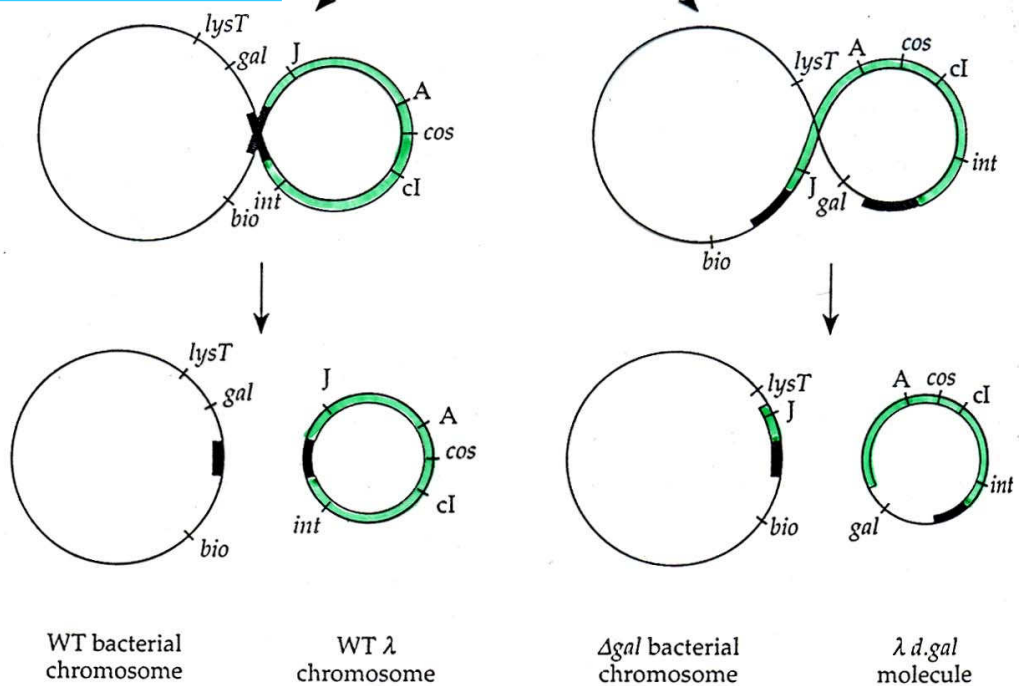 lysT
gal
J
A
cos
cI
int
bio
lysT
A
cos
cI
int
J
gal
bio
lysT
gal
bio
J
A
cos
cI
int
lysT
J
bio
A
cos
cI
int
gal
WT bacterial
chromosome
WT λ
chromosome
Δgal bacterial
chromosome
λ d.gal
molecule